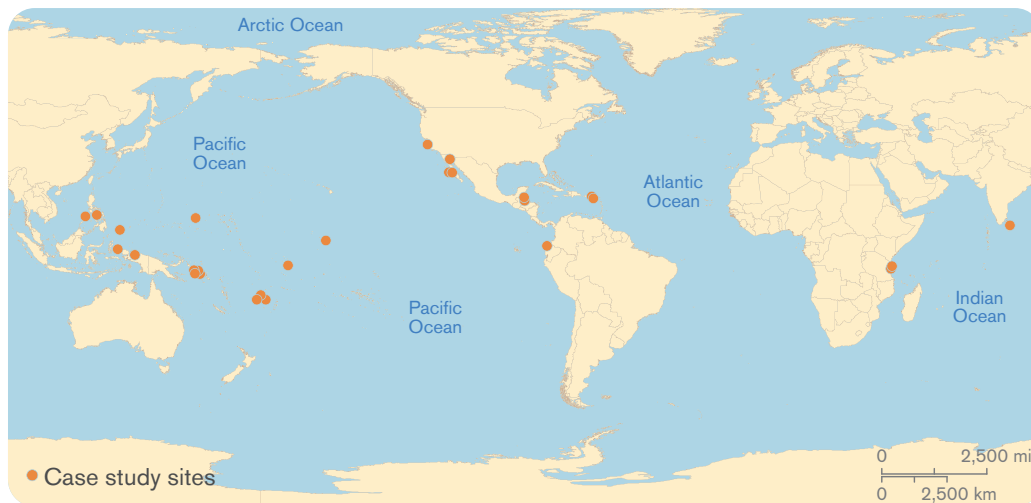 Arctic Ocean
Pacific
Ocean
Atlantic
Ocean
Pacific
Ocean
Indian
Ocean
Case study sites
0 2,500 mi
0 2,500 km